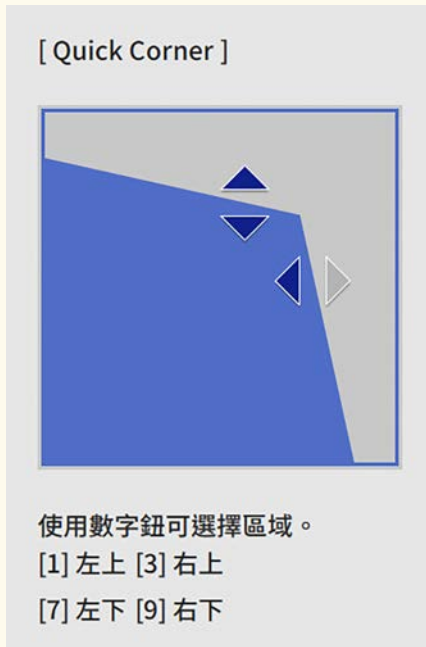 [ Quick Corner ]
使用數字鈕可選擇區域。
[1] 左上 [3] 右上
[7] 左下 [9] 右下